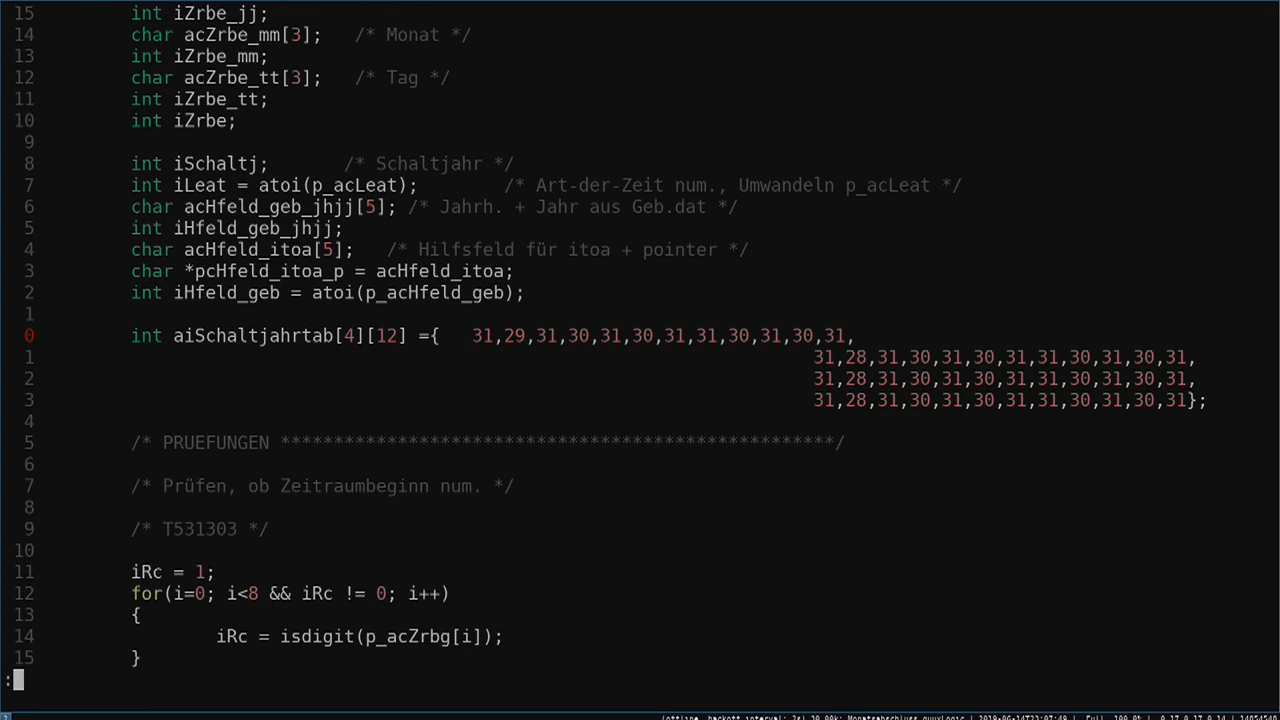 15 int iZrbe_jj;
14 char acZrbe_mm[3]; /* Monat */
13 int iZrbe_mm;
12 char acZrbe_tt[3]; /* Tag */
11 int iZrbe_tt;
10 int iZrbe;
9
8 int iSchaltj; /* Schaltjahr */
7 int iLeat = atoi(p_acLeat); /* Art-der-Zeit num., Umwandeln p_acLeat */
6 char acHfeld_geb_jhjj[5]; /* Jahrh. + Jahr aus Geb.dat */
5 int iHfeld_geb_jhjj;
4 char acHfeld_itoa[5]; /* Hilfsfeld für itoa + pointer */
3 char *pcHfeld_itoa_p = acHfeld_itoa;
2 int iHfeld_geb = atoi(p_acHfeld_geb);
1
0 int aiSchaltjahrtab[4][12] ={ 31,29,31,30,31,30,31,31,30,31,30,31,
1 31,28,31,30,31,30,31,31,30,31,30,31,
2 31,28,31,30,31,30,31,31,30,31,30,31,
3 31,28,31,30,31,30,31,31,30,31,30,31};
4
5 /* PRUEFUNGEN ****************************************************/
6
7 /* Prüfen, ob Zeitraumbeginn num. */
8
9 /* T531303 */
10
11 iRc = 1;
12 for(i=0; i<8 && iRc != 0; i++)
13 {
14 iRc = isdigit(p_acZrbg[i]);
15 }
: